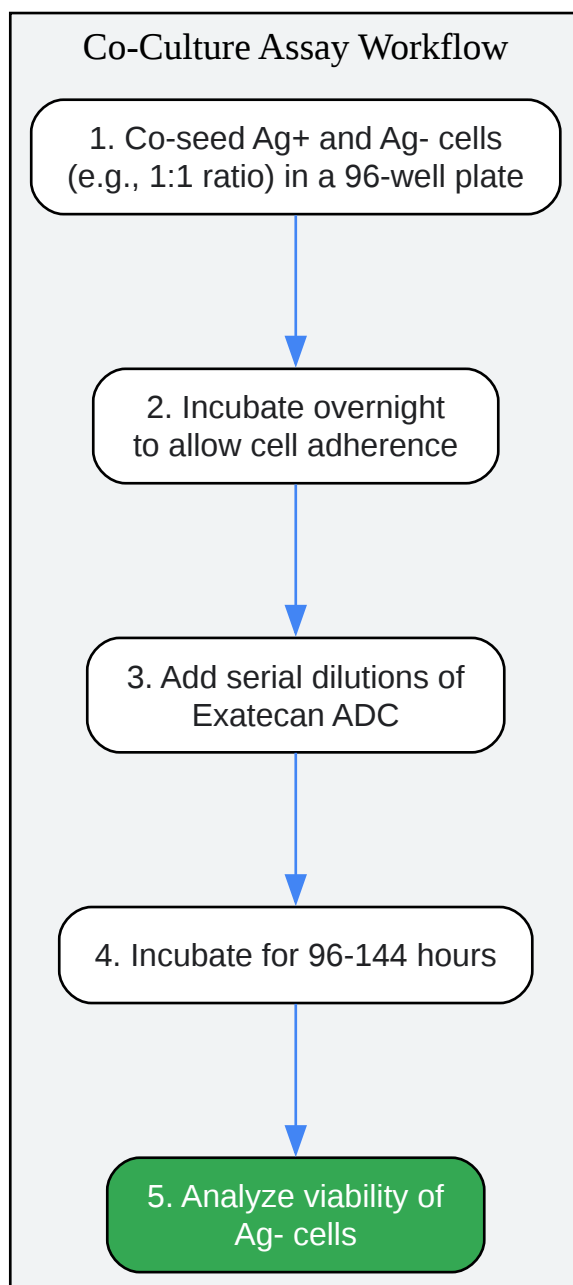 Co-Culture Assay Workflow
1. Co-seed Ag+ and Ag- cells
(e.g., 1:1 ratio) in a 96-well plate
2. Incubate overnight
to allow cell adherence
3. Add serial dilutions of
Exatecan ADC
4. Incubate for 96-144 hours
5. Analyze viability of
Ag- cells